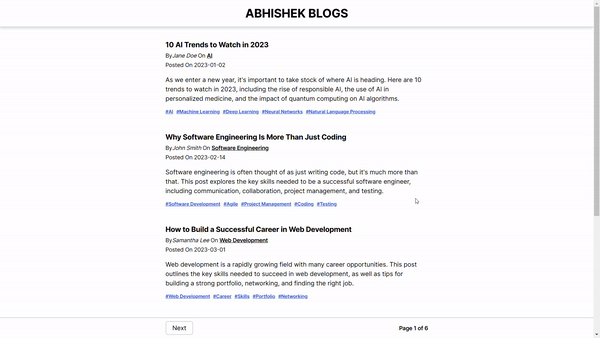 ABHISHEK BLOGS
10 AI Trends to Watch in 2023
ByJane Doe On AI
Posted On 2023-01-02
As we enter a new year, it's important to take stock of where AI is heading. Here are 10
trends to watch in 2023, including the rise of responsible AI, the use of AI in
personalized medicine, and the impact of quantum computing on AI algorithms.
#AI #Machine Learning #Deep Learning #Neural Networks #Natural Language Processing
Why Software Engineering Is More Than Just Coding
ByJohn Smith On Software Engineering
Posted On 2023-02-14
Software engineering is often thought of as just writing code, but it's much more than
that. This post explores the key skills needed to be a successful software engineer,
including communication, collaboration, project management, and testing.
#Software Development #Agile #Project Management #Coding #Testing
How to Build a Successful Career in Web Development
BySamantha Lee On Web Development
Posted On 2023-03-01
Web development is a rapidly growing field with many career opportunities. This post
outlines the key skills needed to succeed in web development, as well as tips for
building a strong portfolio, networking, and finding the right job.
#Web Development #Career #Skills #Portfolio #Networking
Next
Page 1 of 6